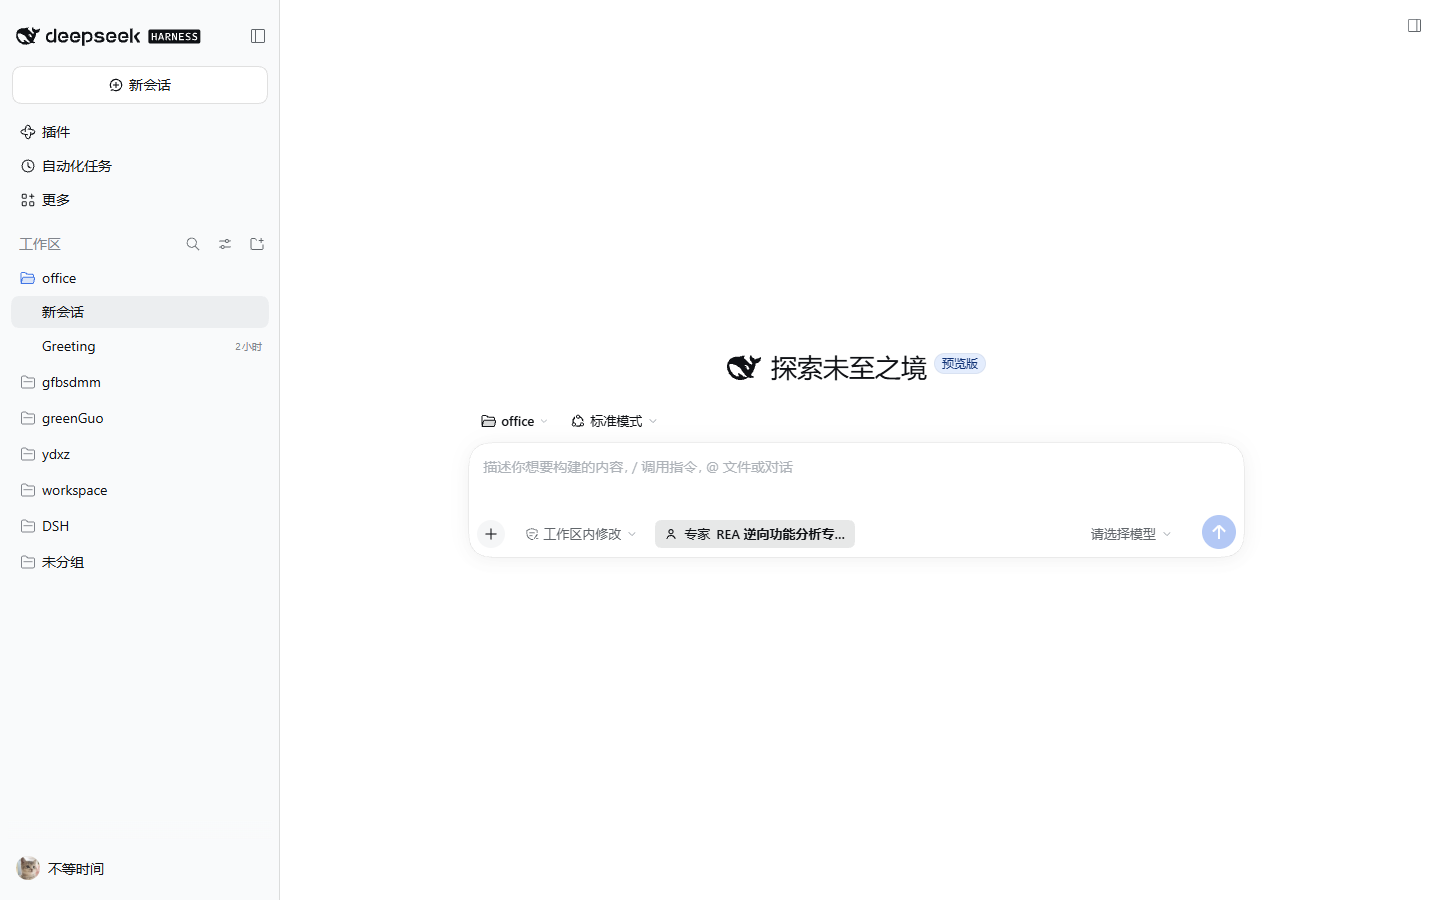 deepseek HARNESS
新会话
插件
自动化任务
更多
工作区
office
新会话
Greeting 2小时
gfbsdmm
greenGuo
ydxz
workspace
DSH
未分组
不等时间
探索未至之境 预览版
office 标准模式
描述你想要构建的内容, / 调用指令, @ 文件或对话
工作区内修改 专家 REA 逆向功能分析专... 请选择模型